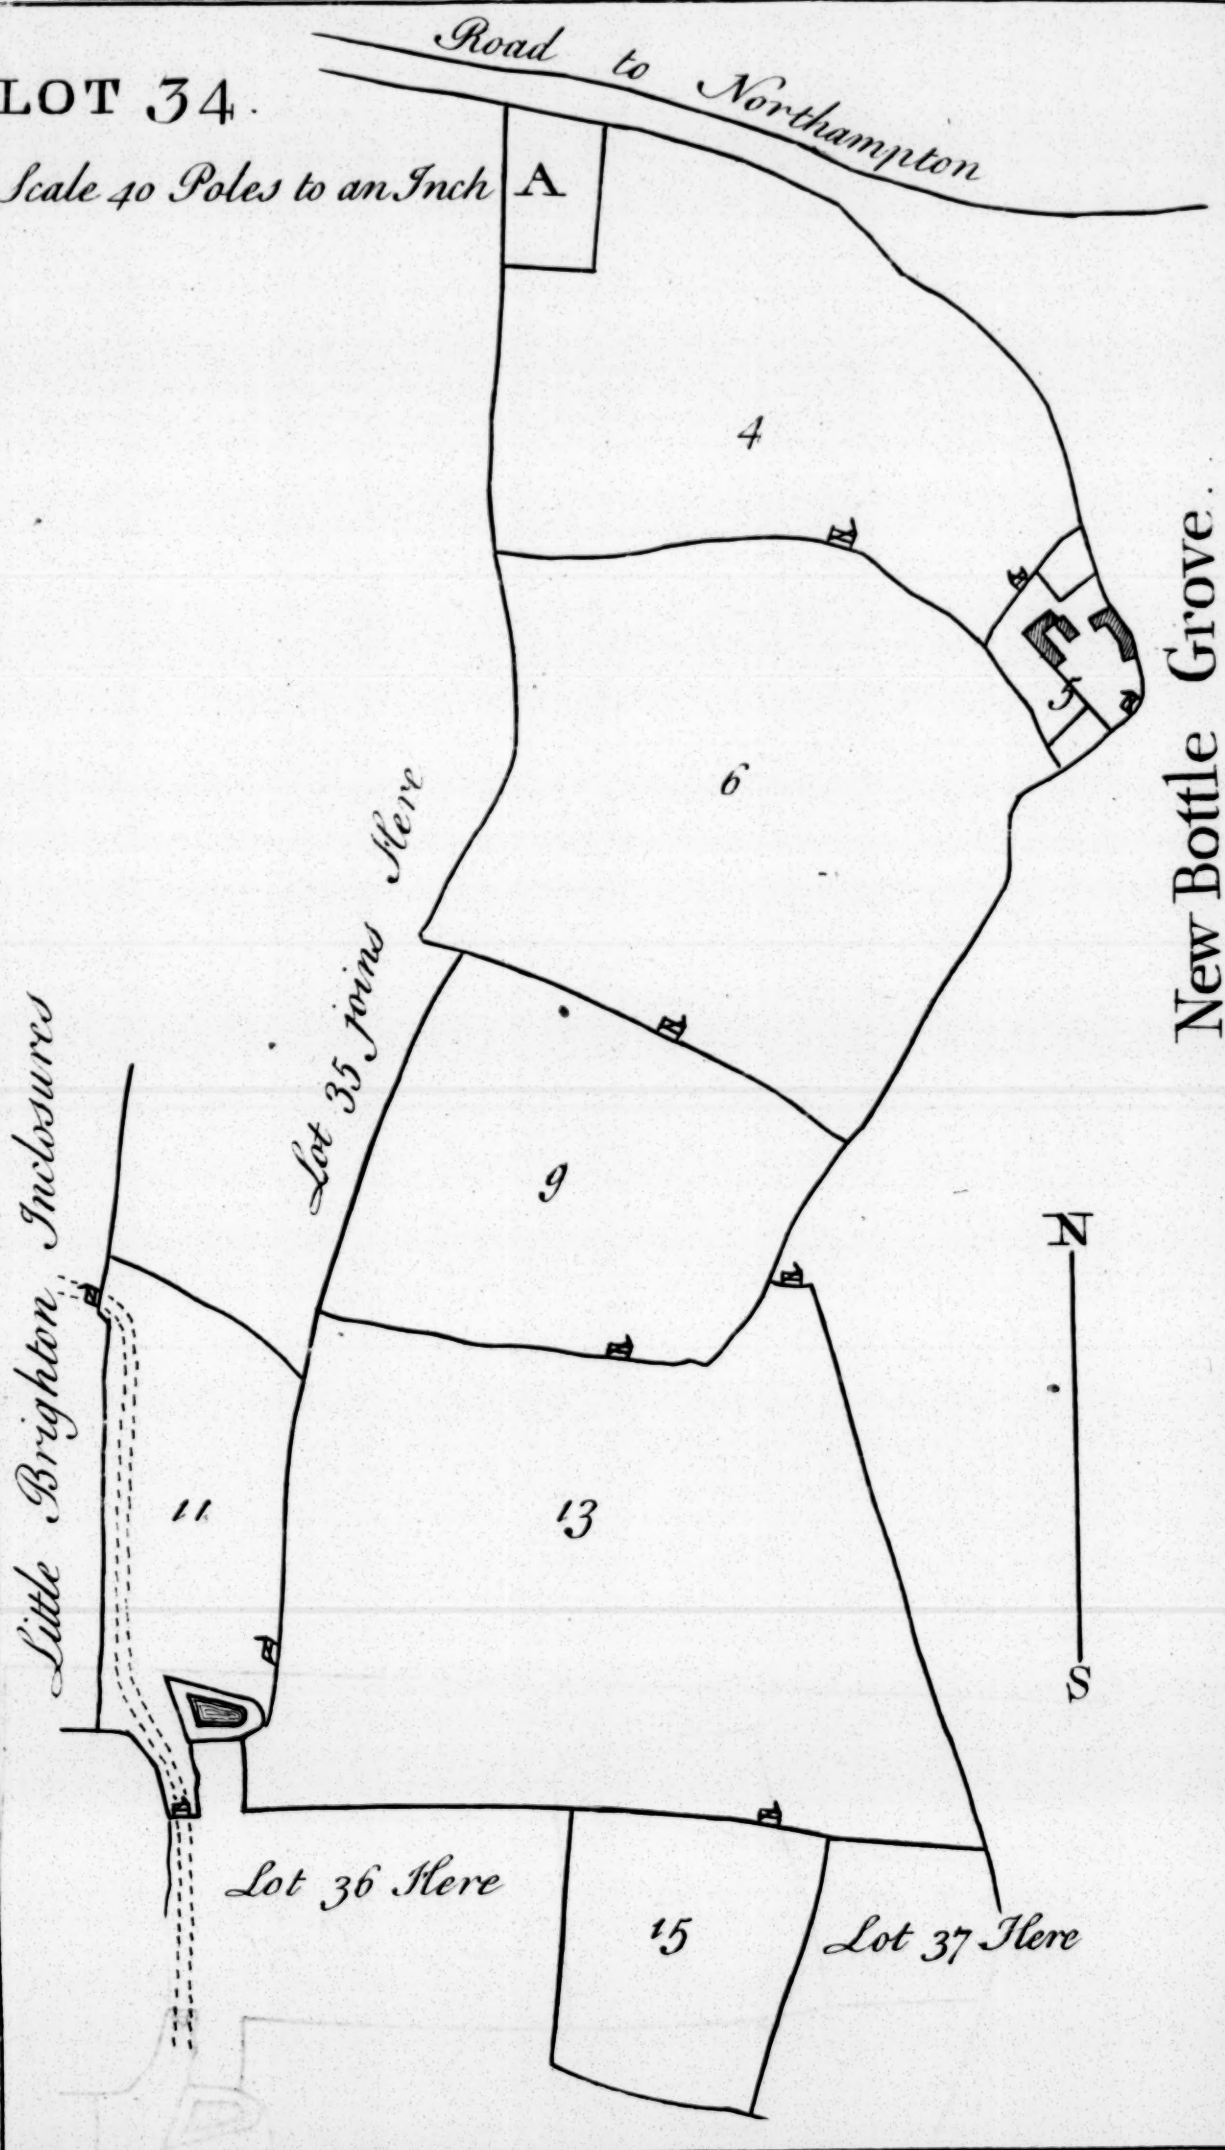 Road to Northampton
LOT 34.
Scale 40 Poles to an Inch
A
4
5
New Bottle Grove.
6
Lot 35 joins Here
Little Brighton Inclosures
9
N
S
11
13
Lot 36 Here
15
Lot 37 Here